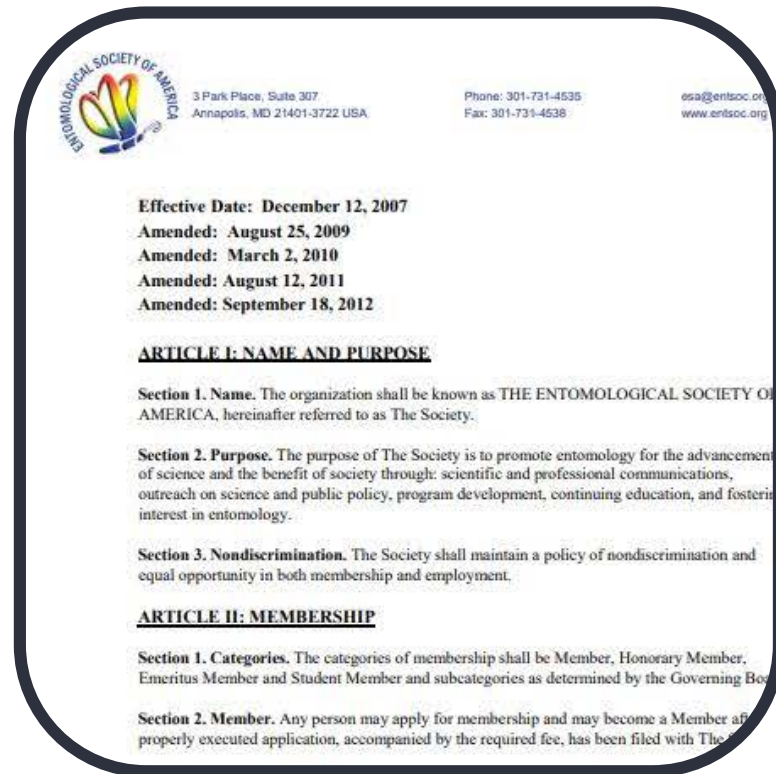 ENTOMOLOGICAL SOCIETY OF AMERICA
3 Park Place, Suite 307
Annapolis, MD 21401-3722 USA
Phone: 301-731-4535
Fax: 301-731-4538
esa@entsoc.org
www.entsoc.org
Effective Date: December 12, 2007
Amended: August 25, 2009
Amended: March 2, 2010
Amended: August 12, 2011
Amended: September 18, 2012
ARTICLE I: NAME AND PURPOSE
Section 1. Name. The organization shall be known as THE ENTOMOLOGICAL SOCIETY OF
AMERICA, hereinafter referred to as The Society.
Section 2. Purpose. The purpose of The Society is to promote entomology for the advancement
of science and the benefit of society through: scientific and professional communications,
outreach on science and public policy, program development, continuing education, and
interest in entomology.
Section 3. Nondiscrimination. The Society shall maintain a policy of nondiscrimination and
equal opportunity in both membership and employment.
ARTICLE II: MEMBERSHIP
Section 1. Categories. The categories of membership shall be Member, Honorary Member,
Emeritus Member and Student Member and subcategories as determined by the Governing
Section 2. Member. Any person may apply for membership and may become a Member
properly executed application, accompanied by the required fee, has been filed with The